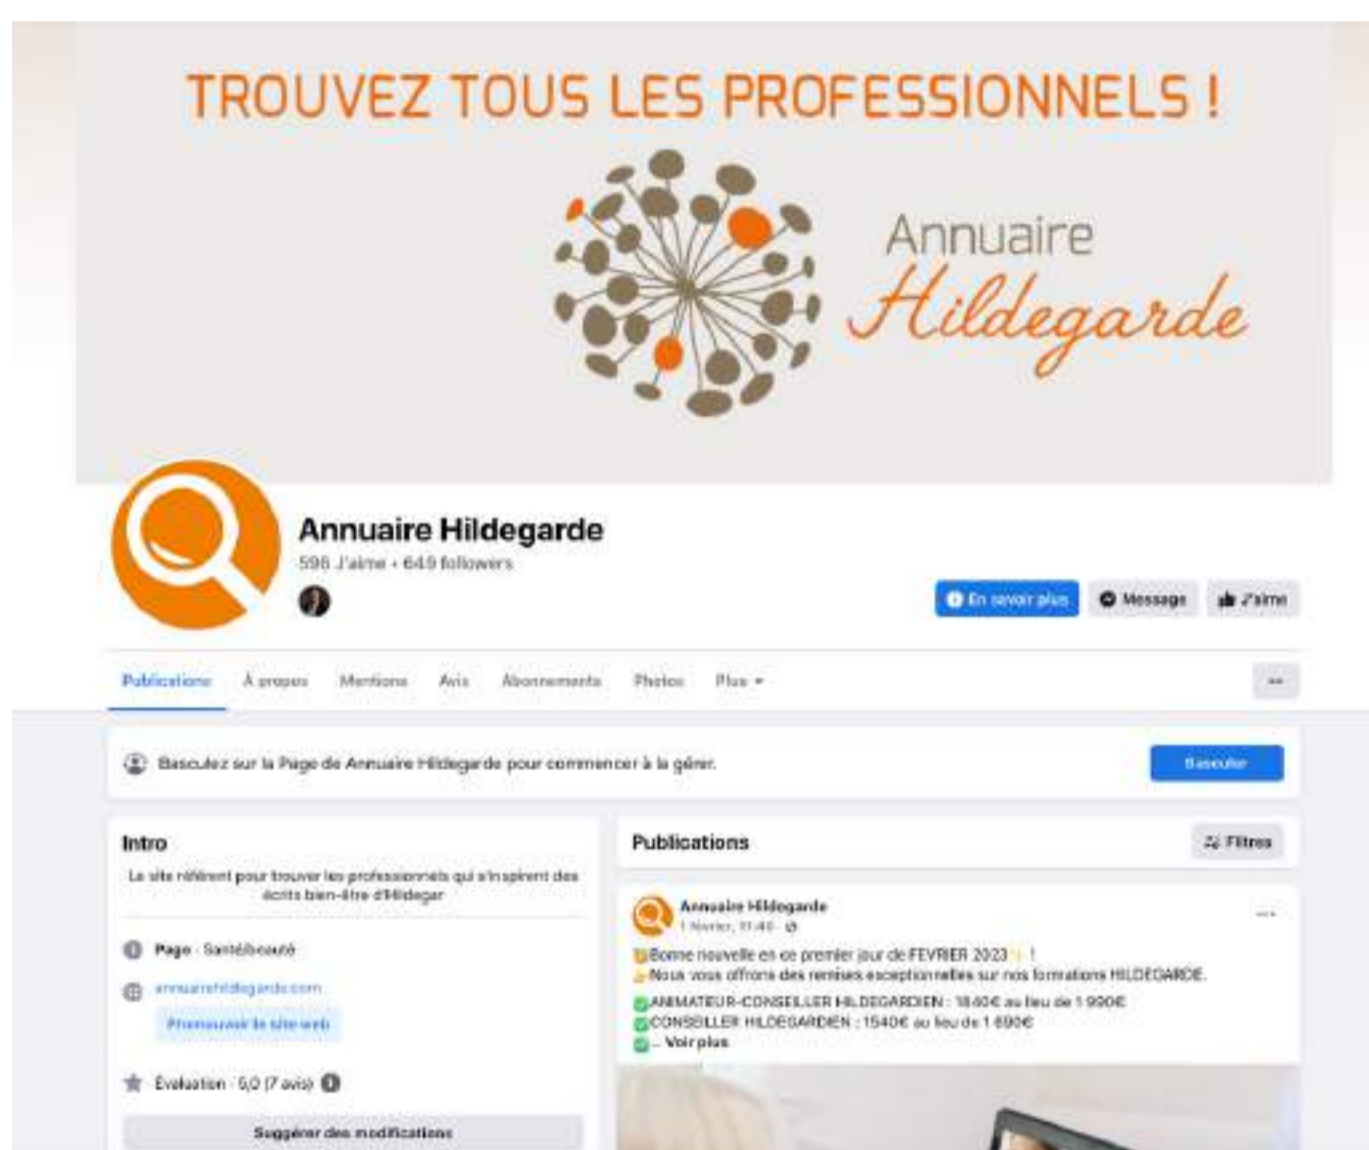 TROUVEZ TOUS LES PROFESSIONNELS !
Annuaire
Hildegarde
Annuaire Hildegarde
596 J'aime • 649 followers
En savoir plus
Message
J'aime
Publications
À propos
Mentions
Avis
Abonnements
Photos
Plus
Basculez sur la Page de Annuaire Hildegarde pour commencer à la gérer.
Basculer
Intro
Le site référent pour trouver les professionnels qui s'inspirent des
écrits bien-être d'Hildegar
Page · Santé/beauté
annuairehildegarde.com
Promouvoir le site web
Évaluation · 5,0 (7 avis)
Suggérer des modifications
Publications
Filtres
Annuaire Hildegarde
1 février, 11:40 ·
Bonne nouvelle en ce premier jour de FEVRIER 2023 !
Nous vous offrons des remises exceptionnelles sur nos formations HILDEGARDE.
ANIMATEUR-CONSEILLER HILDEGARDIEN : 1840€ au lieu de 1 990€
CONSEILLER HILDEGARDIEN : 1540€ au lieu de 1 690€
... Voir plus